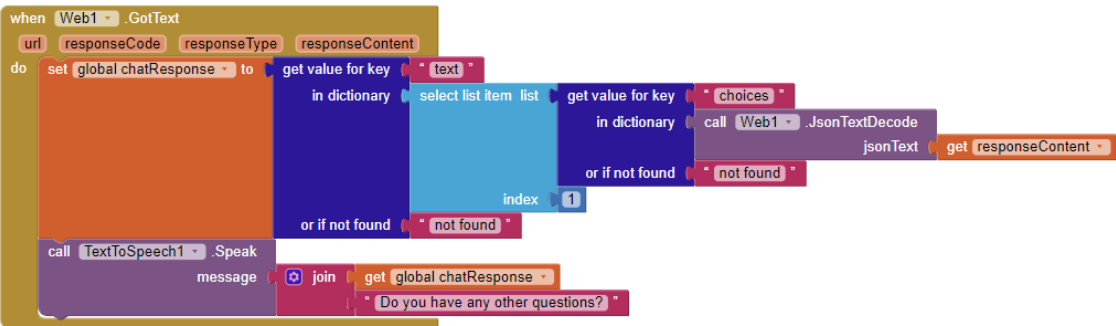 when Web1 .GotText
url responseCode responseType responseContent
do set global chatResponse to get value for key " text "
in dictionary select list item list get value for key " choices "
in dictionary call Web1 .JsonTextDecode
jsonText get responseContent
or if not found " not found "
index 1
or if not found " not found "
call TextToSpeech1 .Speak
message join get global chatResponse
" Do you have any other questions? "